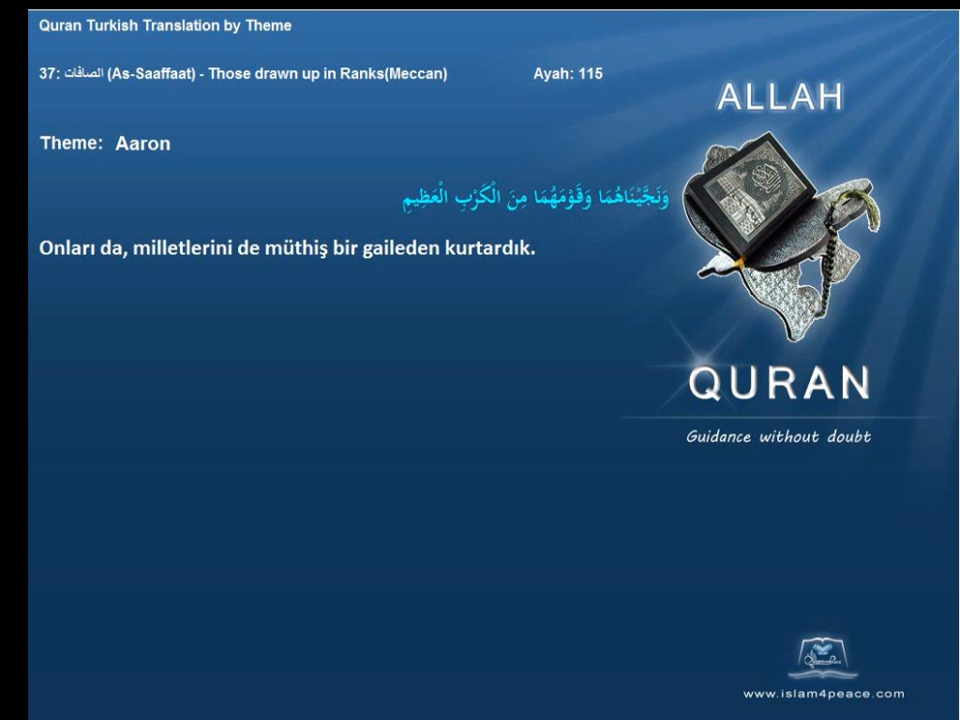 Quran Turkish Translation by Theme
37: الصافات (As-Saaffaat) - Those drawn up in Ranks(Meccan) Ayah: 115
ALLAH
Theme: Aaron
وَنَجَّيْنَاهُمَا وَقَوْمَهُمَا مِنَ الْكَرْبِ الْعَظِيمِ
Onları da, milletlerini de müthiş bir gaileden kurtardık.
QURAN
Guidance without doubt
www.islam4peace.com